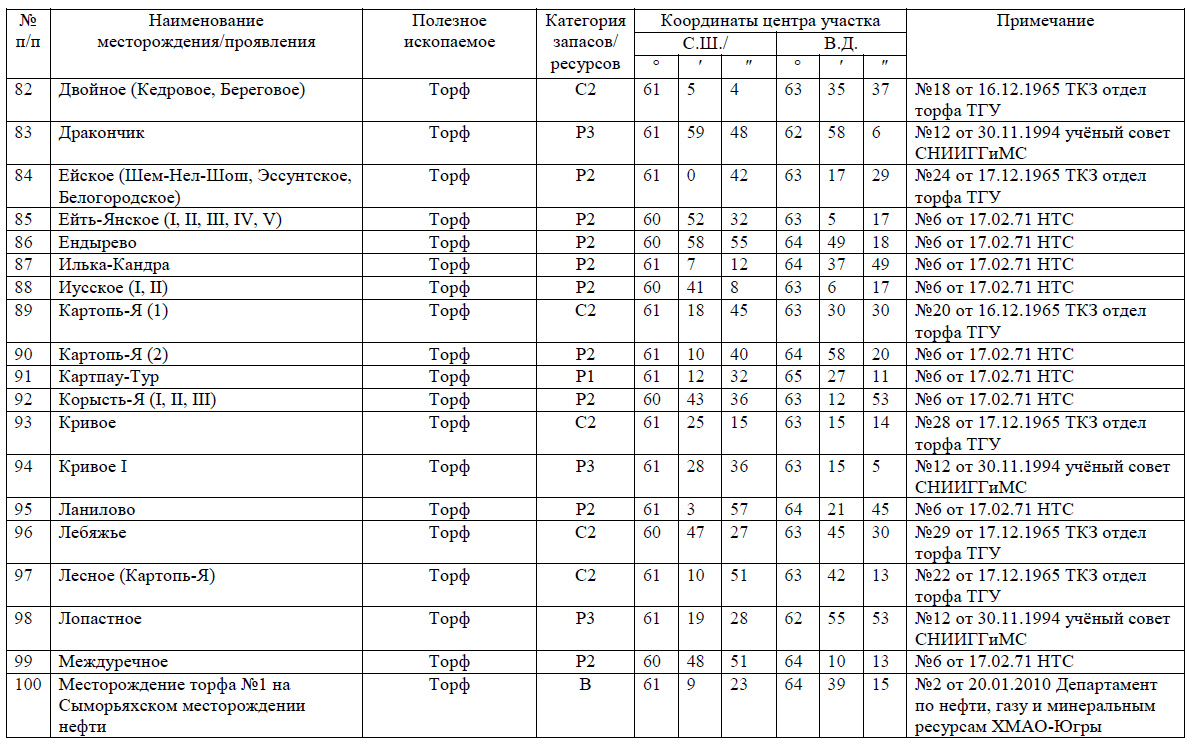 № п/п Наименование месторождения/проявления Полезное ископаемое Категория запасов/ ресурсов Координаты центра участка Примечание
С.Ш./ В.Д.
° ′ ″ ° ′ ″
82 Двойное (Кедровое, Береговое) Торф С2 61 5 4 63 35 37 №18 от 16.12.1965 ТКЗ отдел
торфа ТГУ
83 Дракончик Торф Р3 61 59 48 62 58 6 №12 от 30.11.1994 учёный совет
СНИИГГиМС
84 Ейское (Шем-Нел-Шош, Эссунтское, Торф Р2 61 0 42 63 17 29 №24 от 17.12.1965 ТКЗ отдел
Белогородское) торфа ТГУ
85 Ейть-Янское (I, II, III, IV, V) Торф Р2 60 52 32 63 5 17 №6 от 17.02.71 НТС
86 Ендырево Торф Р2 60 58 55 64 49 18 №6 от 17.02.71 НТС
87 Илька-Кандра Торф Р2 61 7 12 64 37 49 №6 от 17.02.71 НТС
88 Иусское (I, II) Торф Р2 60 41 8 63 6 17 №6 от 17.02.71 НТС
89 Картопь-Я (1) Торф С2 61 18 45 63 30 30 №20 от 16.12.1965 ТКЗ отдел
торфа ТГУ
90 Картопь-Я (2) Торф Р2 61 10 40 64 58 20 №6 от 17.02.71 НТС
91 Картпау-Тур Торф Р1 61 12 32 65 27 11 №6 от 17.02.71 НТС
92 Корысть-Я (I, II, III) Торф Р2 60 43 36 63 12 53 №6 от 17.02.71 НТС
93 Кривое Торф С2 61 25 15 63 15 14 №28 от 17.12.1965 ТКЗ отдел
торфа ТГУ
94 Кривое I Торф Р3 61 28 36 63 15 5 №12 от 30.11.1994 учёный совет
СНИИГГиМС
95 Ланилово Торф Р2 61 3 57 64 21 45 №6 от 17.02.71 НТС
96 Лебяжье Торф С2 60 47 27 63 45 30 №29 от 17.12.1965 ТКЗ отдел
торфа ТГУ
97 Лесное (Картопь-Я) Торф С2 61 10 51 63 42 13 №22 от 17.12.1965 ТКЗ отдел
торфа ТГУ
98 Лопастное Торф Р3 61 19 28 62 55 53 №12 от 30.11.1994 учёный совет
СНИИГГиМС
99 Междуречное Торф Р2 60 48 51 64 10 13 №6 от 17.02.71 НТС
100 Месторождение торфа №1 на Торф В 61 9 23 64 39 15 №2 от 20.01.2010 Департамент
Сыморьяхском месторождении по нефти, газу и минеральным
нефти ресурсам ХМАО-Югры